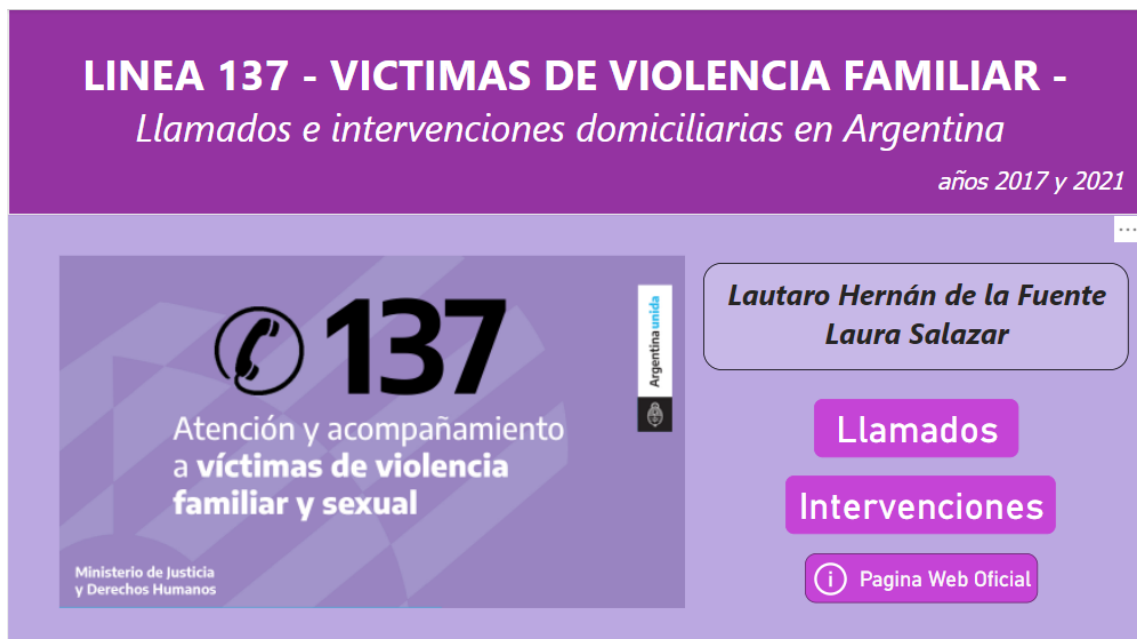 LINEA 137 - VICTIMAS DE VIOLENCIA FAMILIAR -
Llamados e intervenciones domiciliarias en Argentina
años 2017 y 2021
137
Atención y acompañamiento
a víctimas de violencia
familiar y sexual
Ministerio de Justicia
y Derechos Humanos
Argentina unida
Lautaro Hernán de la Fuente
Laura Salazar
Llamados
Intervenciones
Pagina Web Oficial